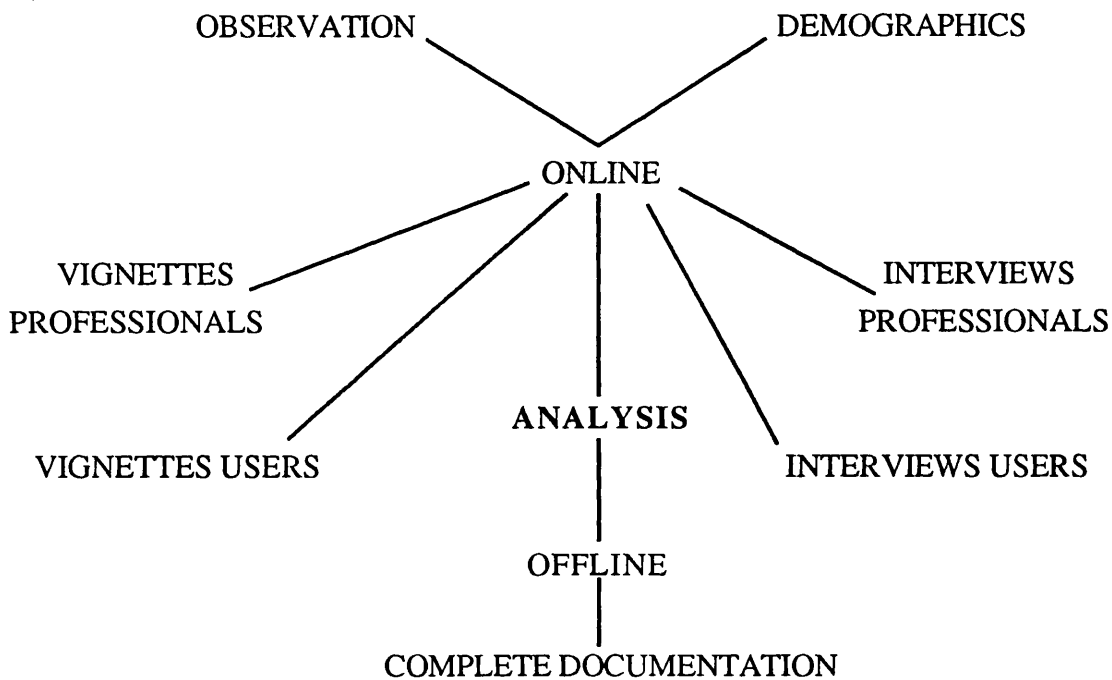 OBSERVATION
DEMOGRAPHICS
ONLINE
VIGNETTES
PROFESSIONALS
INTERVIEWS
PROFESSIONALS
ANALYSIS
VIGNETTES USERS
INTERVIEWS USERS
OFFLINE
COMPLETE DOCUMENTATION